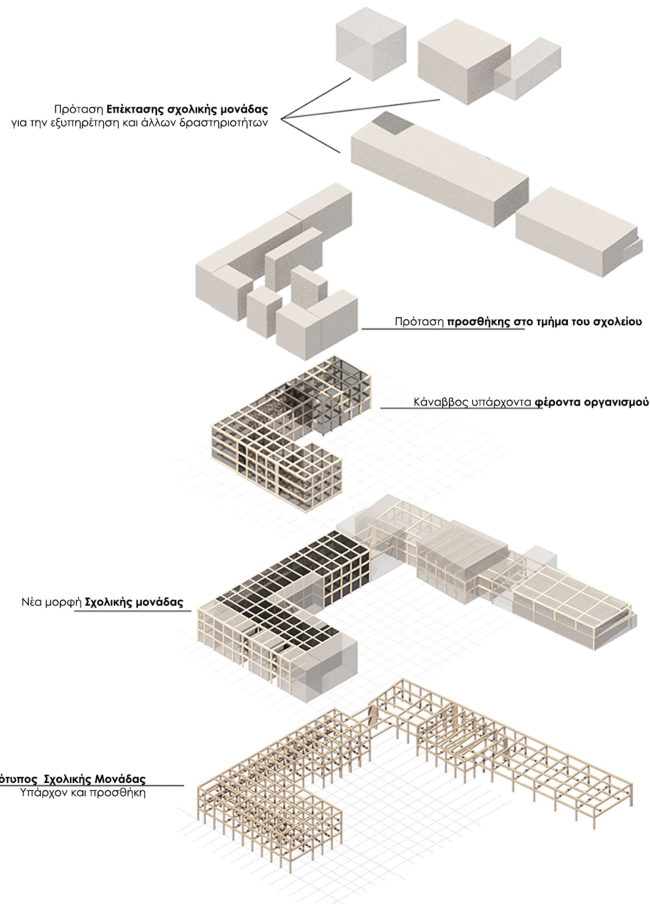 Πρόταση Επέκτασης σχολικής μονάδας
για την εξυπηρέτηση και άλλων δραστηριοτήτων
Πρόταση προσθήκης στο τμήμα του σχολείου
Κάναββος υπάρχοντα φέροντα οργανισμού
Νέα μορφή Σχολικής μονάδας
Σχολικής Μονάδας
Υπάρχον και προσθήκη